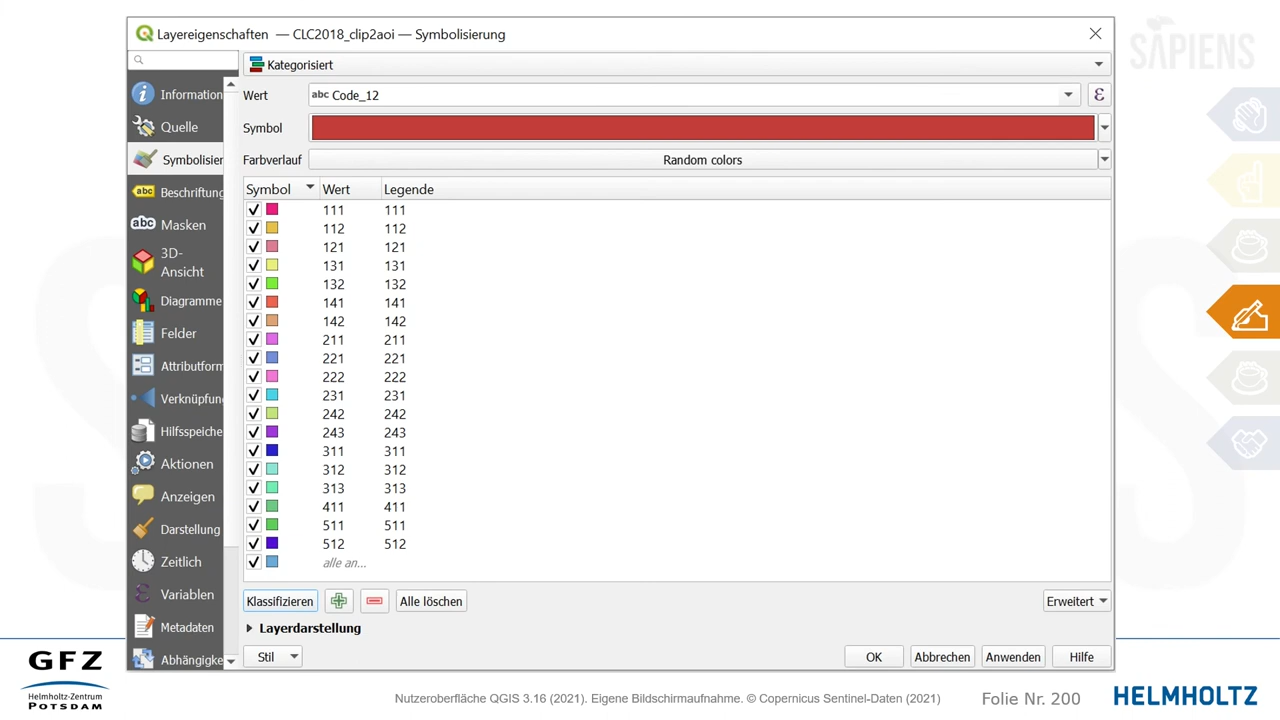 Layereigenschaften — CLC2018_clip2aoi — Symbolisierung
SAPIENS
Kategorisiert
Information
Wert
abc Code_12
ε
Quelle
Symbol
Symbolisier
Farbverlauf
Random colors
abc Beschriftung
Symbol Wert Legende
111 111
112 112
121 121
131 131
132 132
141 141
142 142
211 211
221 221
222 222
231 231
242 242
243 243
311 311
312 312
313 313
411 411
511 511
512 512
alle an...
abc Masken
3D-
Ansicht
Diagramme
Felder
Attributform
Verknüpfun
Hilfsspeiche
Aktionen
Anzeigen
Darstellung
Zeitlich
ε Variablen
Metadaten
Abhängigke
Klassifizieren Alle löschen Erweitert
Layerdarstellung
Stil OK Abbrechen Anwenden Hilfe
GFZ
Helmholtz-Zentrum
POTSDAM
Nutzeroberfläche QGIS 3.16 (2021). Eigene Bildschirmaufnahme. © Copernicus Sentinel-Daten (2021)
Folie Nr. 200
HELMHOLTZ